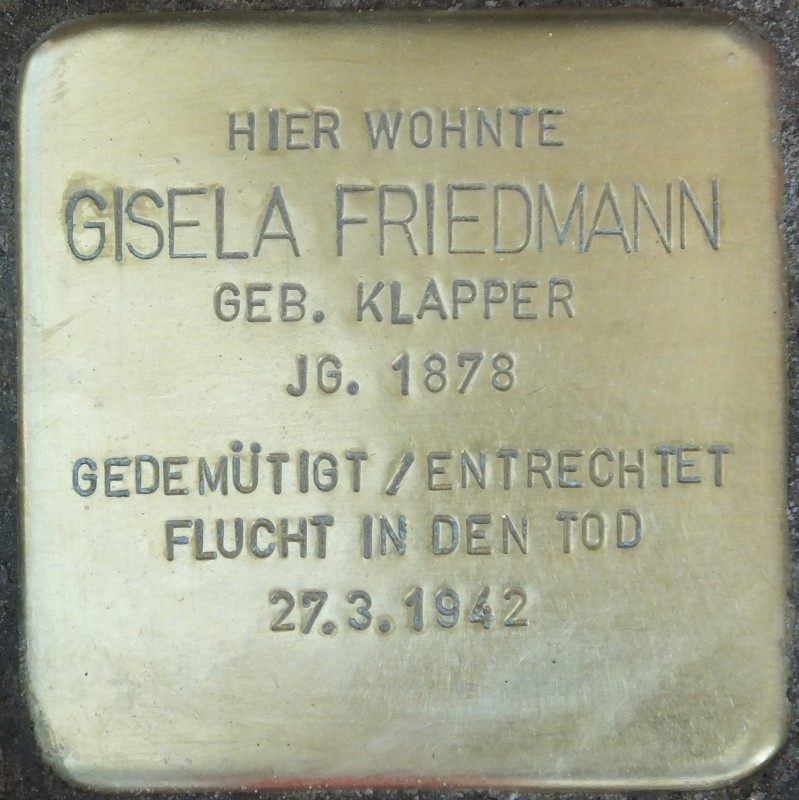 HIER WOHNTE
GISELA FRIEDMANN
GEB. KLAPPER
JG. 1878
GEDEMÜTIGT / ENTRECHTET
FLUCHT IN DEN TOD
27.3.1942